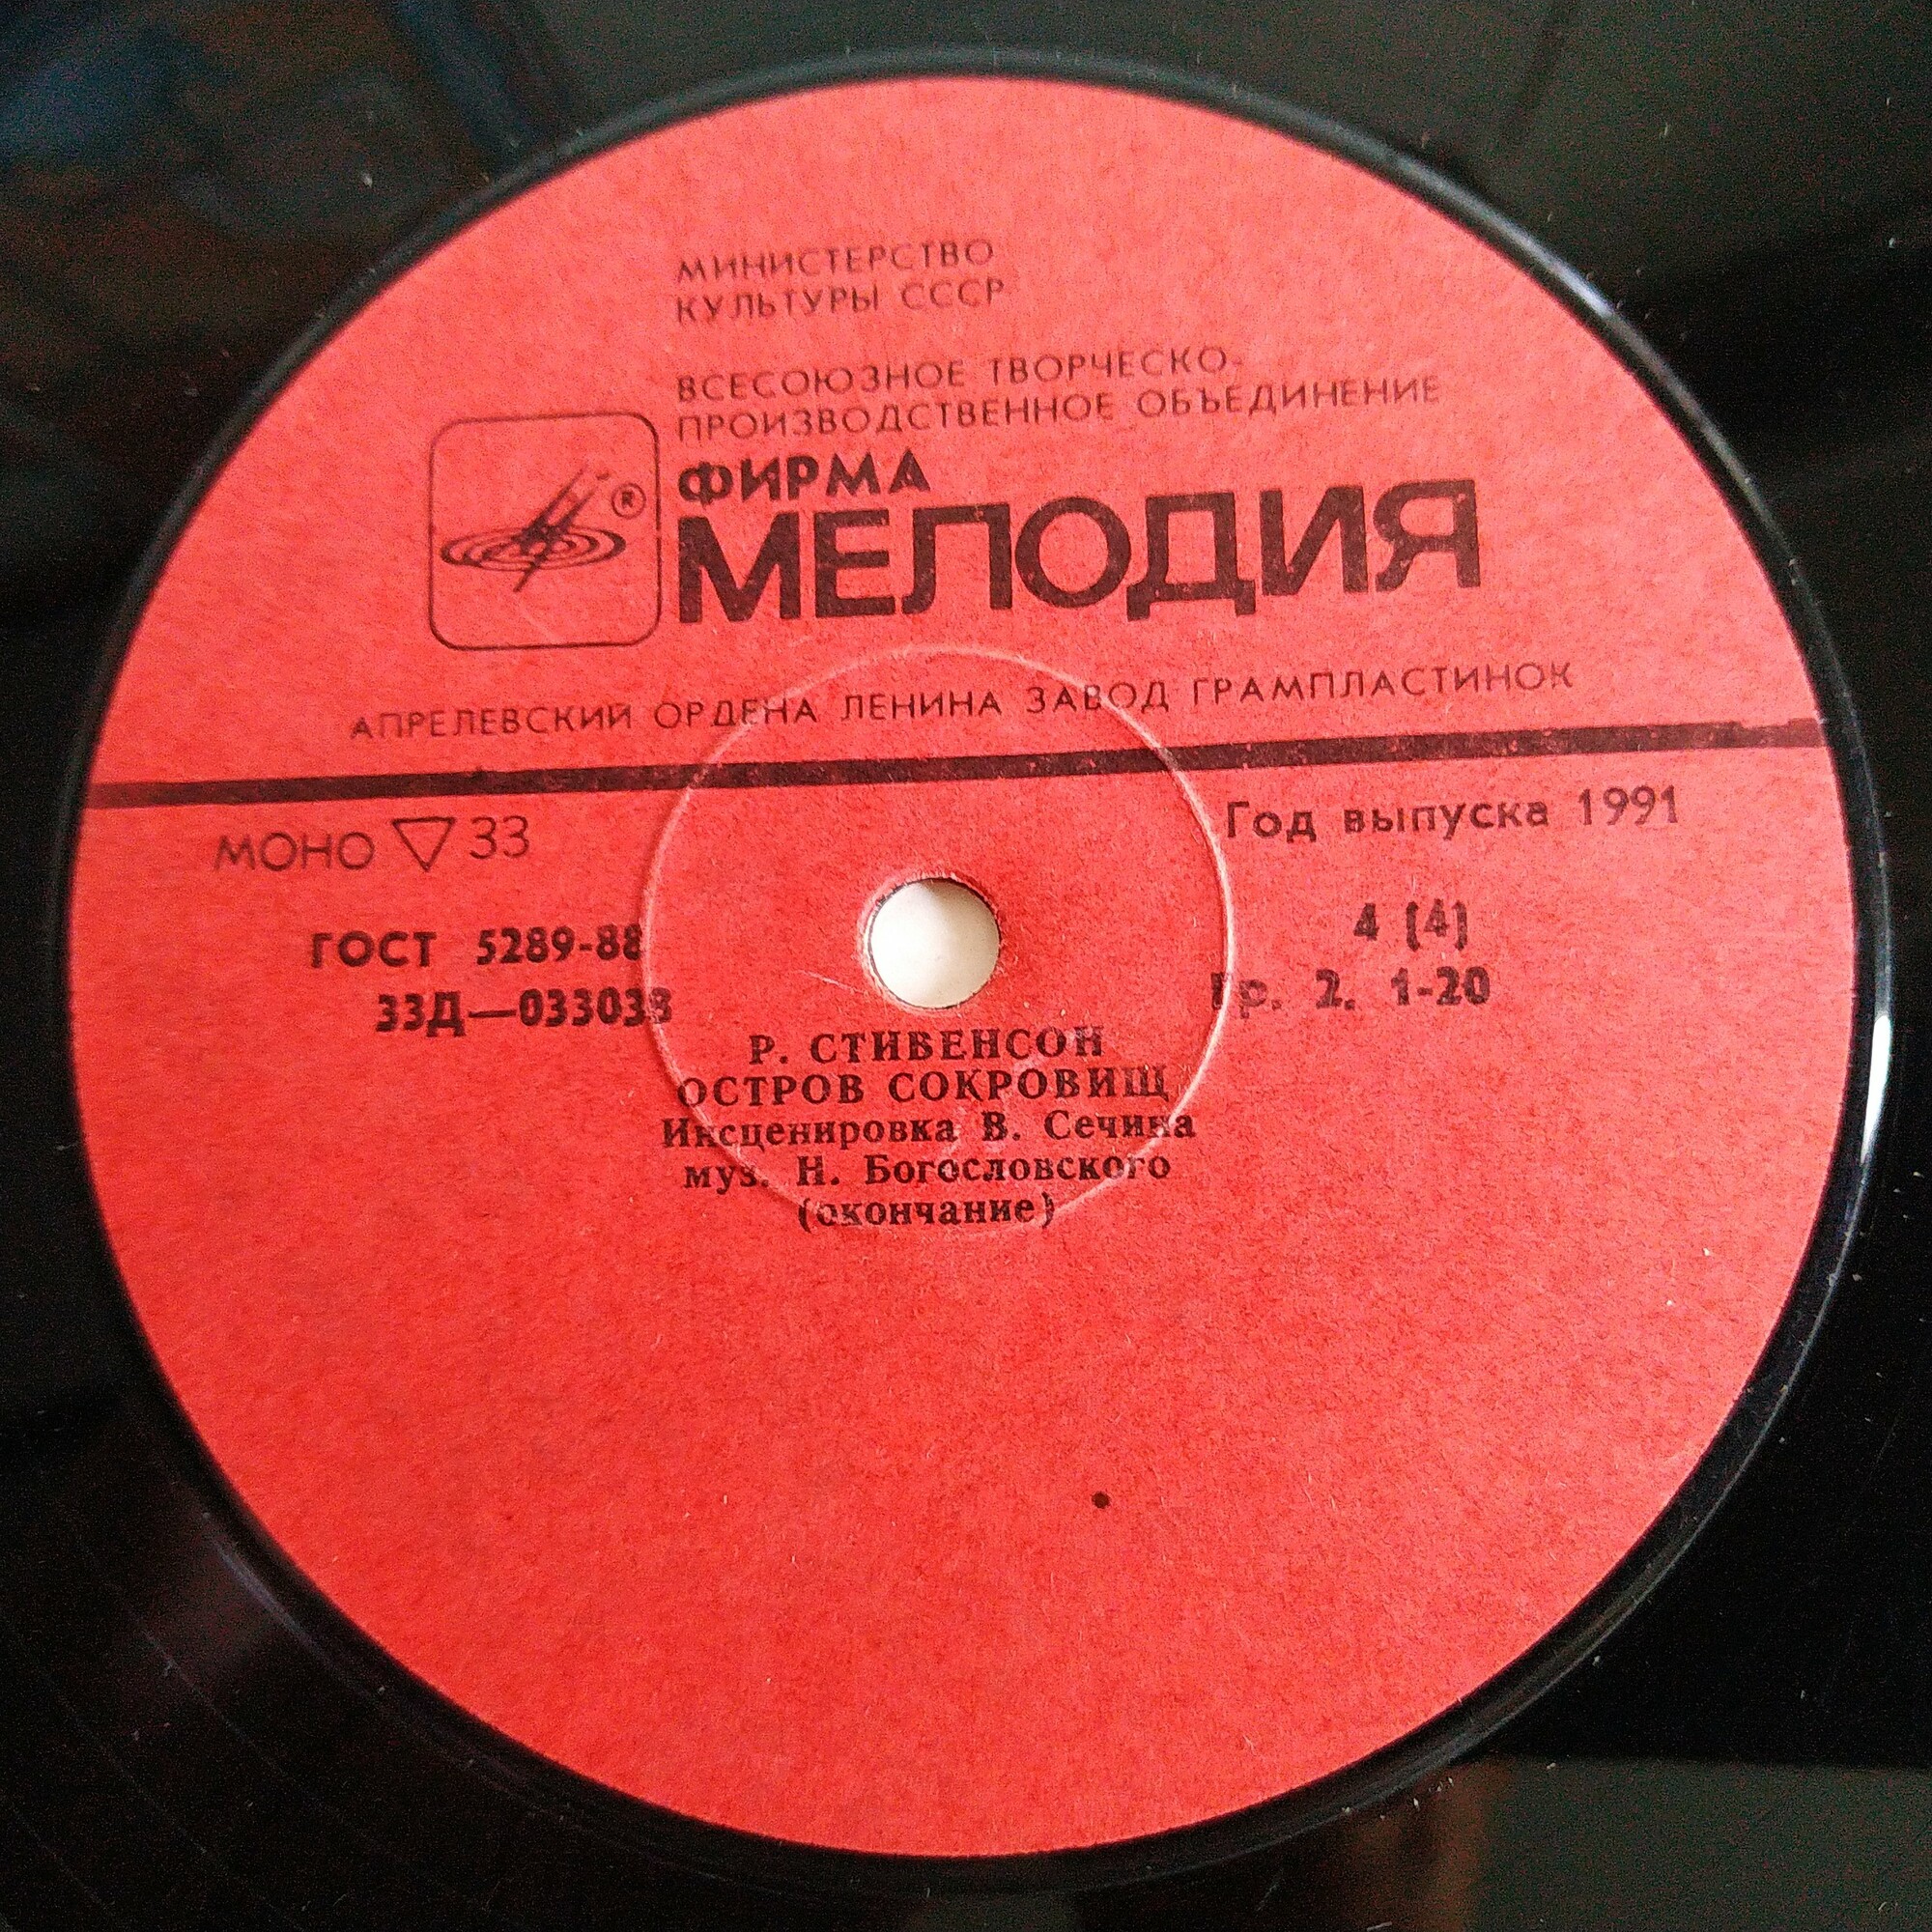 МИНИСТЕРСТВО
КУЛЬТУРЫ СССР
ВСЕСОЮЗНОЕ ТВОРЧЕСКО-
ПРОИЗВОДСТВЕННОЕ ОБЪЕДИНЕНИЕ
ФИРМА
®
МЕЛОДИЯ
АПРЕЛЕВСКИЙ ОРДЕНА ЛЕНИНА ЗАВОД ГРАМПЛАСТИНОК
МОНО ▽ 33
Год выпуска 1991
ГОСТ 5289-88
4 (4)
33Д—033038
Гр. 2. 1-20
Р. СТИВЕНСОН
ОСТРОВ СОКРОВИЩ
Инсценировка В. Сечина
муз. Н. Богословского
(окончание)